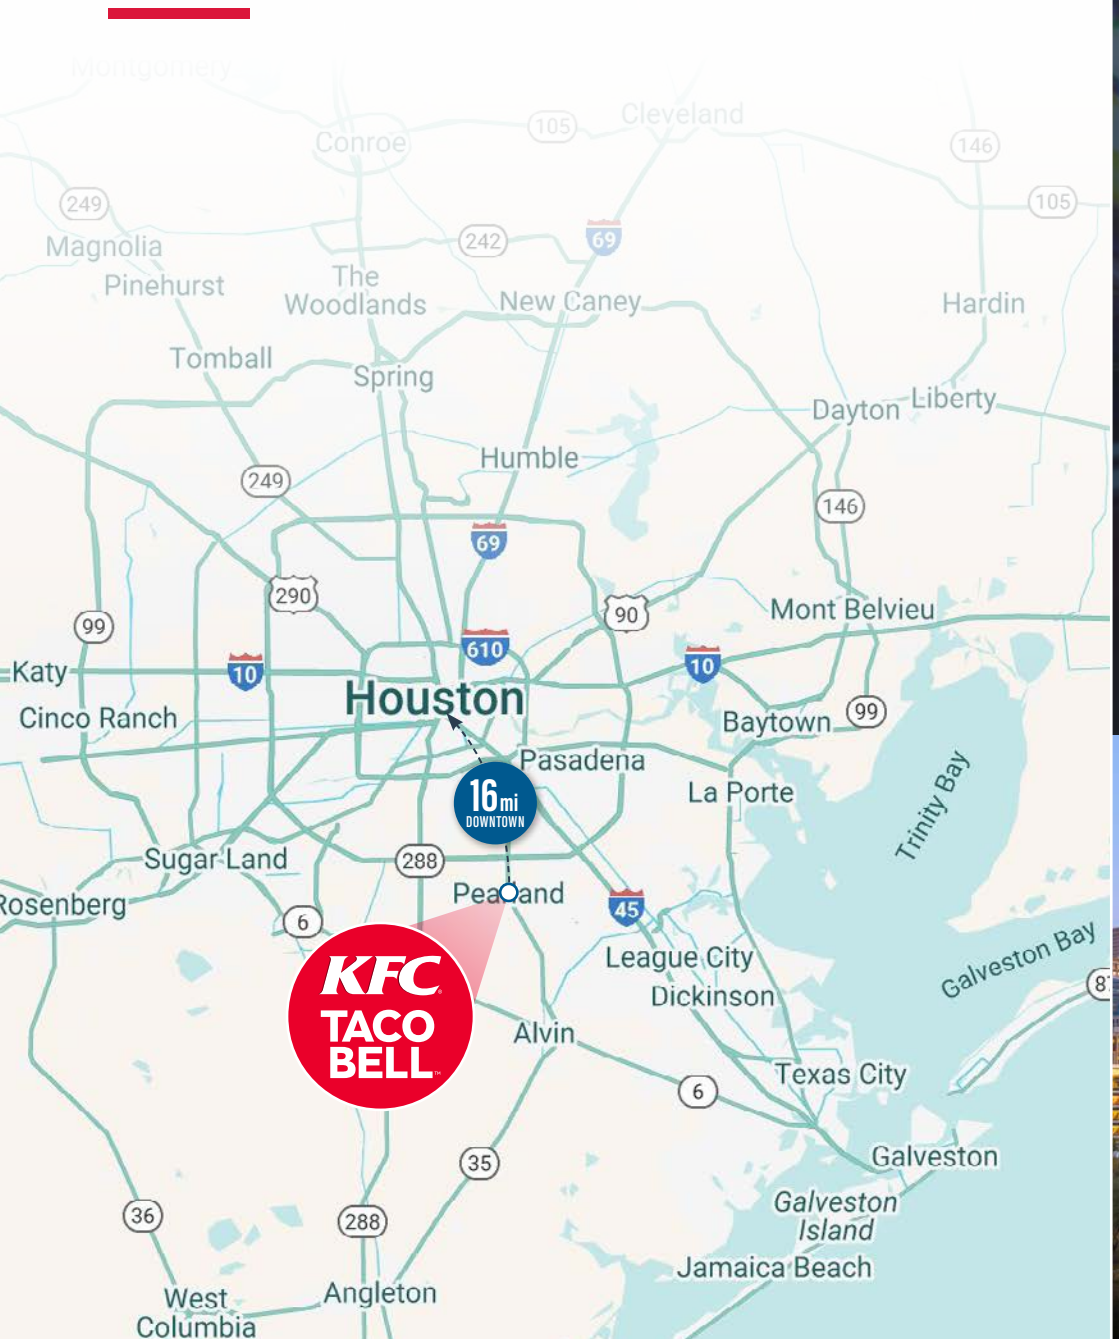 Montgomery
Conroe
105
Cleveland
146
105
249
Magnolia
242
69
Pinehurst
The
Woodlands
New Caney
Hardin
Tomball
Spring
Dayton
Liberty
Humble
249
146
69
290
90
99
Mont Belvieu
610
10
10
Katy
Houston
99
Cinco Ranch
Baytown
Pasadena
La Porte
16 mi
DOWNTOWN
Trinity Bay
Sugar Land
288
Pearland
Rosenberg
6
45
League City
Galveston Bay
Dickinson
KFC
TACO
BELL™
Alvin
Texas City
6
35
Galveston
Galveston
Island
36
288
Jamaica Beach
Angleton
West
Columbia